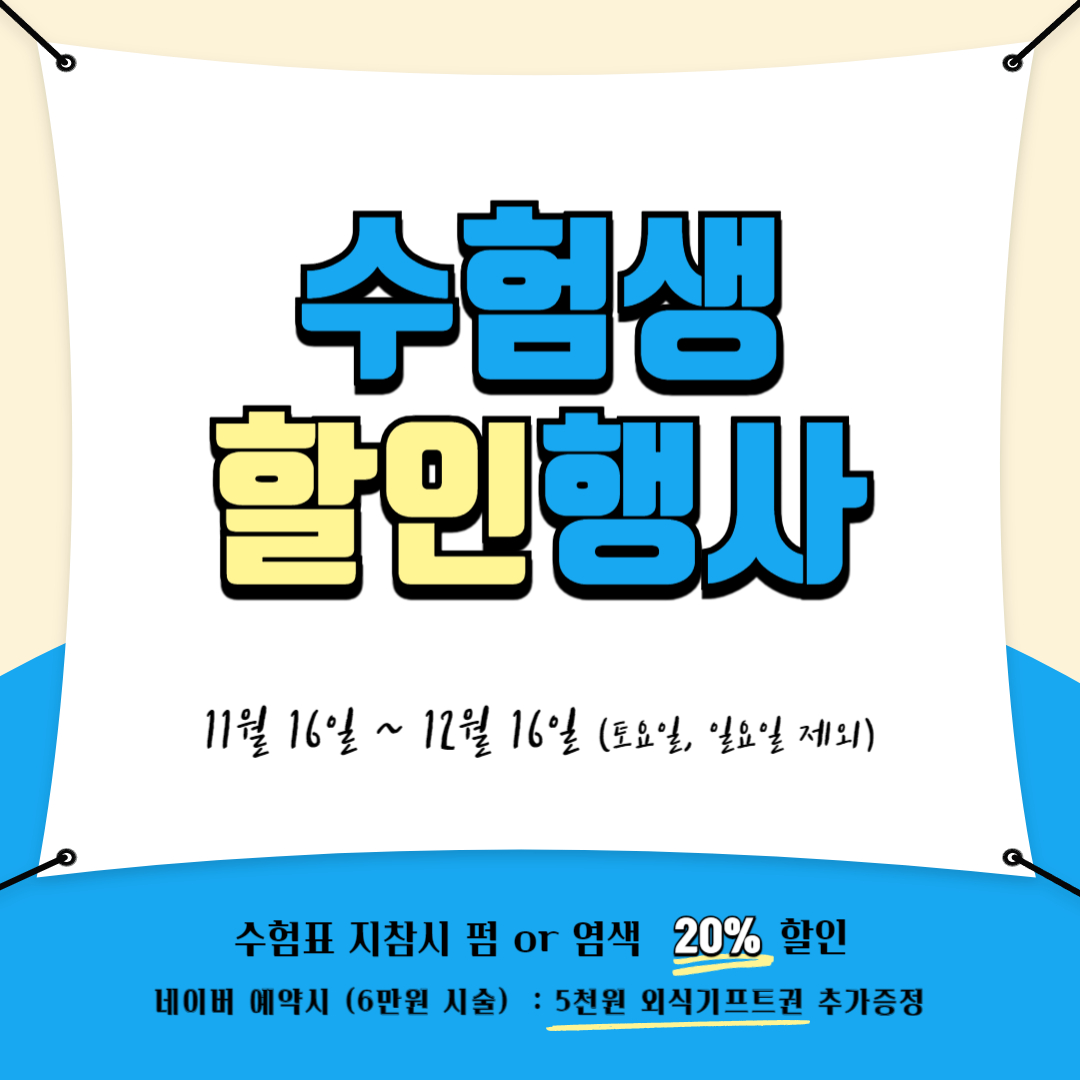 수험생
할인행사
11월 16일 ~ 12월 16일 (토요일, 일요일 제외)
수험표 지참시 펌 or 염색 20% 할인
네이버 예약시 (6만원 시술) : 5천원 외식기프트권 추가증정